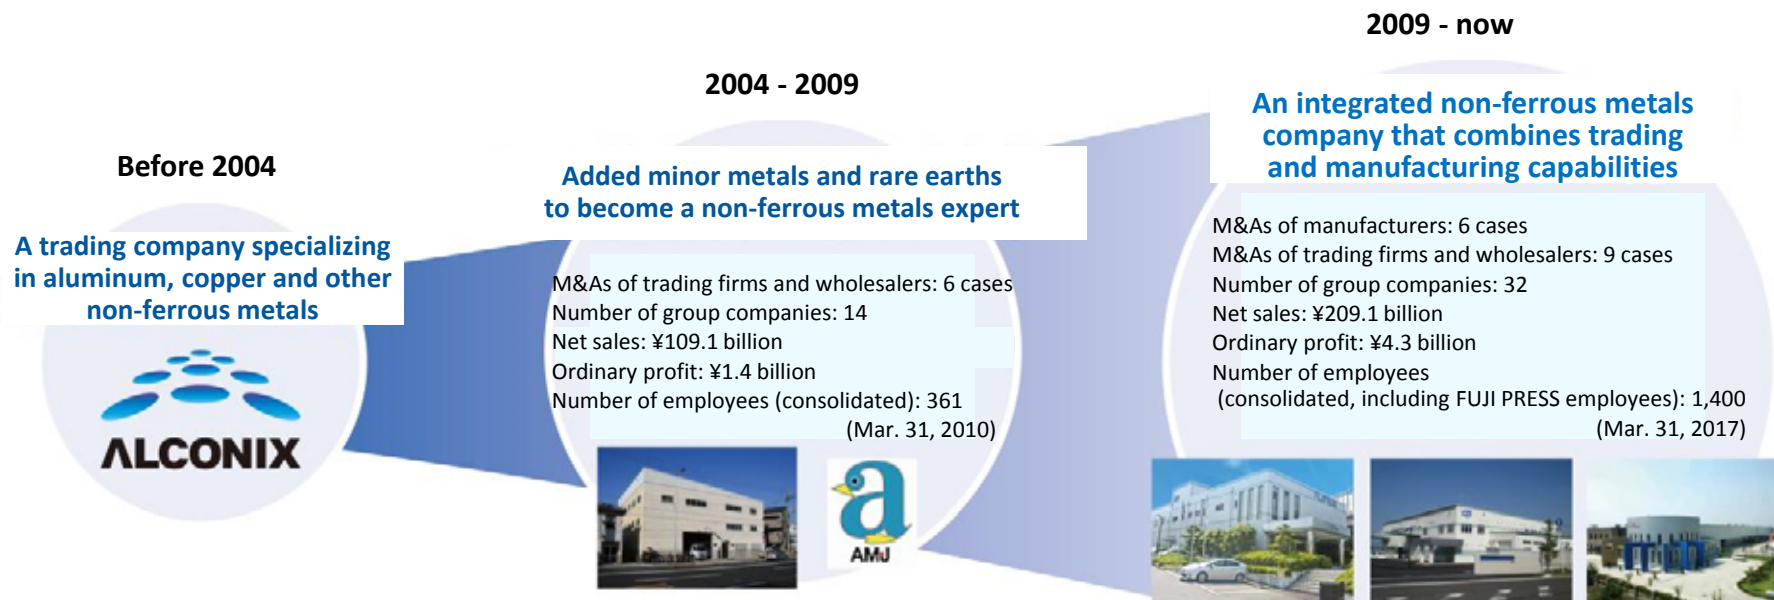 Before 2004
A trading company specializing
in aluminum, copper and other
non-ferrous metals
ALCONIX
2004 - 2009
Added minor metals and rare earths
to become a non-ferrous metals expert
M&As of trading firms and wholesalers: 6 cases
Number of group companies: 14
Net sales: ¥109.1 billion
Ordinary profit: ¥1.4 billion
Number of employees (consolidated): 361
(Mar. 31, 2010)
a
AMJ
2009 - now
An integrated non-ferrous metals
company that combines trading
and manufacturing capabilities
M&As of manufacturers: 6 cases
M&As of trading firms and wholesalers: 9 cases
Number of group companies: 32
Net sales: ¥209.1 billion
Ordinary profit: ¥4.3 billion
Number of employees
(consolidated, including FUJI PRESS employees): 1,400
(Mar. 31, 2017)